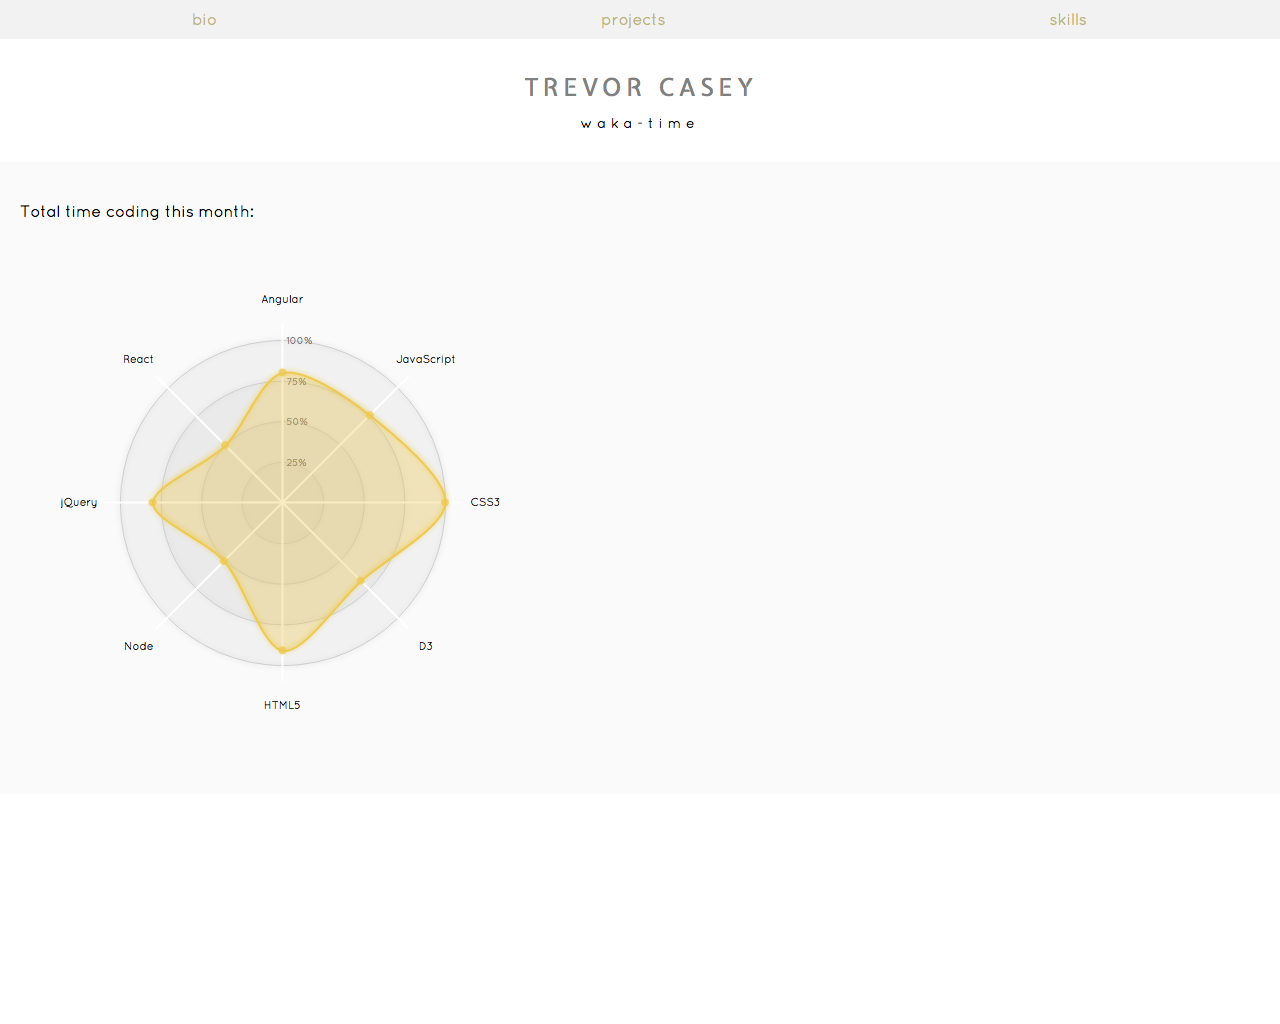 bio projects skills
TREVOR CASEY
waka-time
Total time coding this month:
Angular
100%
React
JavaScript
75%
50%
25%
jQuery
CSS3
Node
D3
HTML5